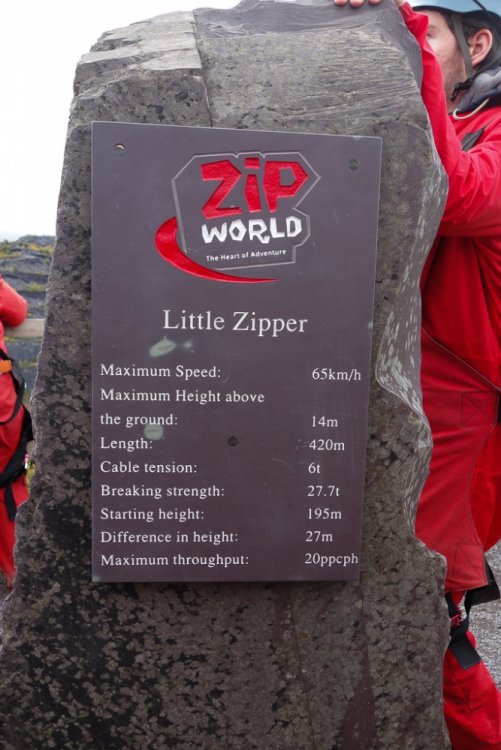 ZIP
WORLD
The Heart of Adventure
Little Zipper
Maximum Speed: 65km/h
Maximum Height above
the ground: 14m
Length: 420m
Cable tension: 6t
Breaking strength: 27.7t
Starting height: 195m
Difference in height: 27m
Maximum throughput: 20ppcph